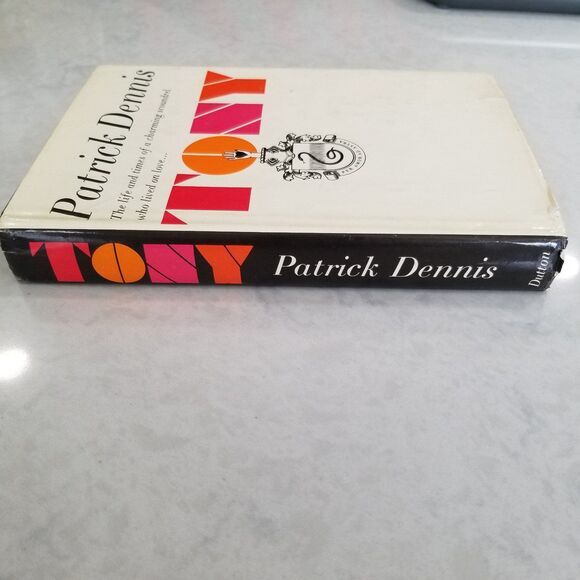 Patrick Dennis
The life and times of a charming scoundrel
who lived on love...
TONY
TONY Patrick Dennis Dutton